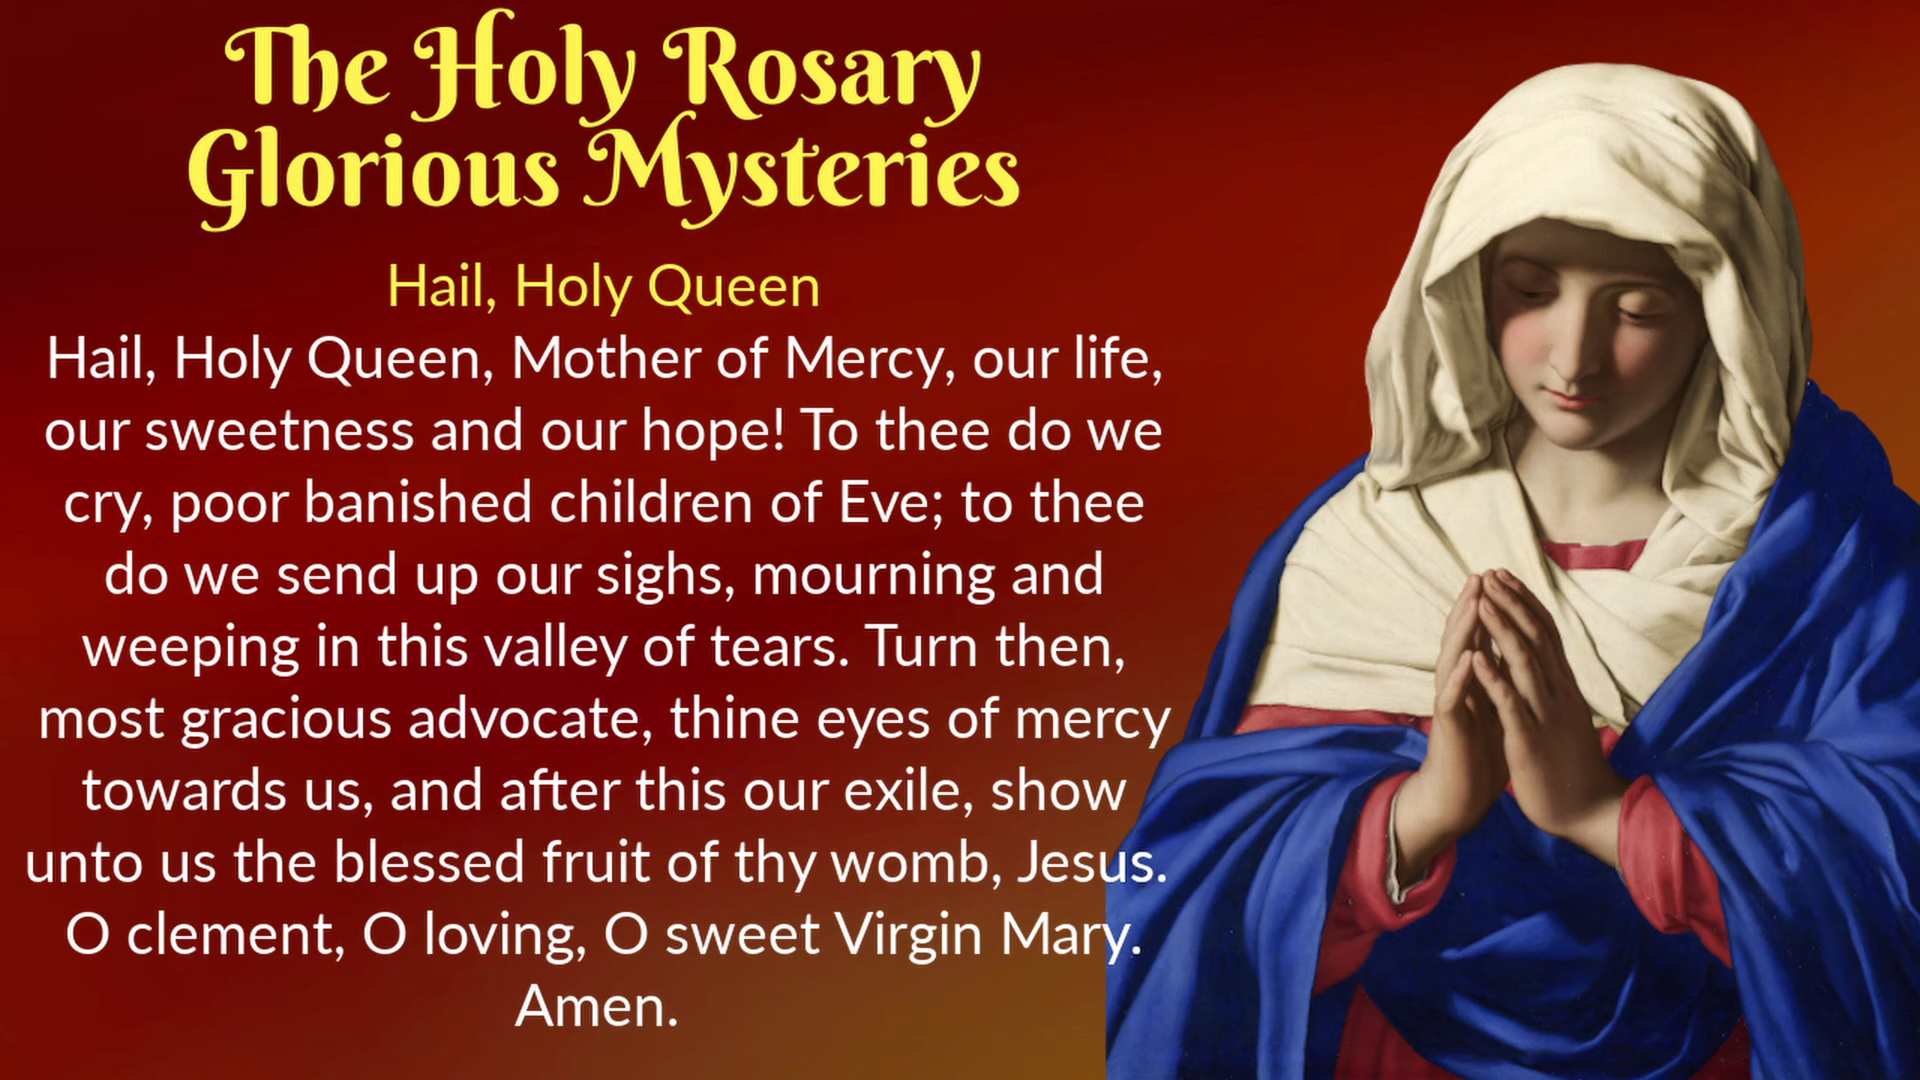 The Holy Rosary
Glorious Mysteries
Hail, Holy Queen
Hail, Holy Queen, Mother of Mercy, our life,
our sweetness and our hope! To thee do we
cry, poor banished children of Eve; to thee
do we send up our sighs, mourning and
weeping in this valley of tears. Turn then,
most gracious advocate, thine eyes of mercy
towards us, and after this our exile, show
unto us the blessed fruit of thy womb, Jesus.
O clement, O loving, O sweet Virgin Mary.
Amen.